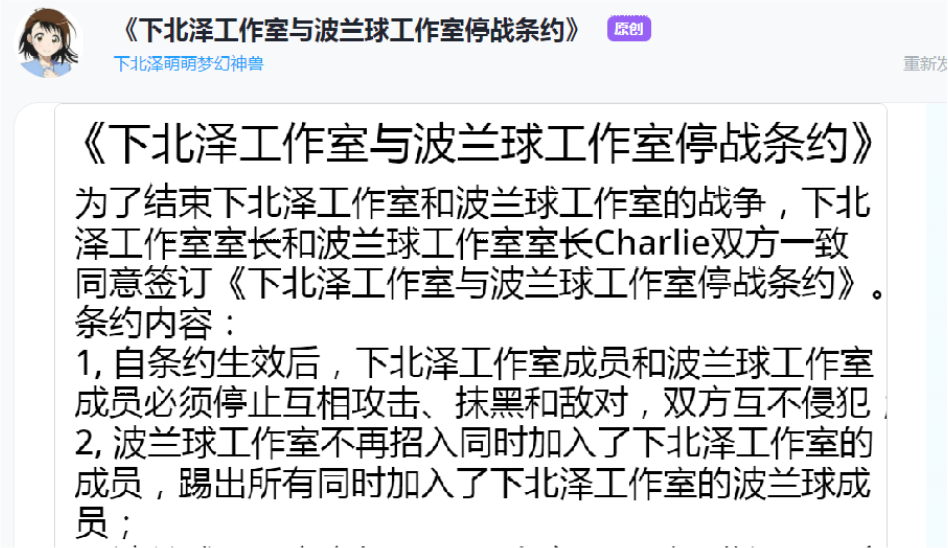 《下北泽工作室与波兰球工作室停战条约》 原创
下北泽萌萌梦幻神兽
重新发
《下北泽工作室与波兰球工作室停战条约》
为了结束下北泽工作室和波兰球工作室的战争，下北
泽工作室室长和波兰球工作室室长Charlie双方一致
同意签订《下北泽工作室与波兰球工作室停战条约》。
条约内容：
1, 自条约生效后，下北泽工作室成员和波兰球工作室
成员必须停止互相攻击、抹黑和敌对，双方互不侵犯；
2, 波兰球工作室不再招入同时加入了下北泽工作室的
成员，踢出所有同时加入了下北泽工作室的波兰球成
员；